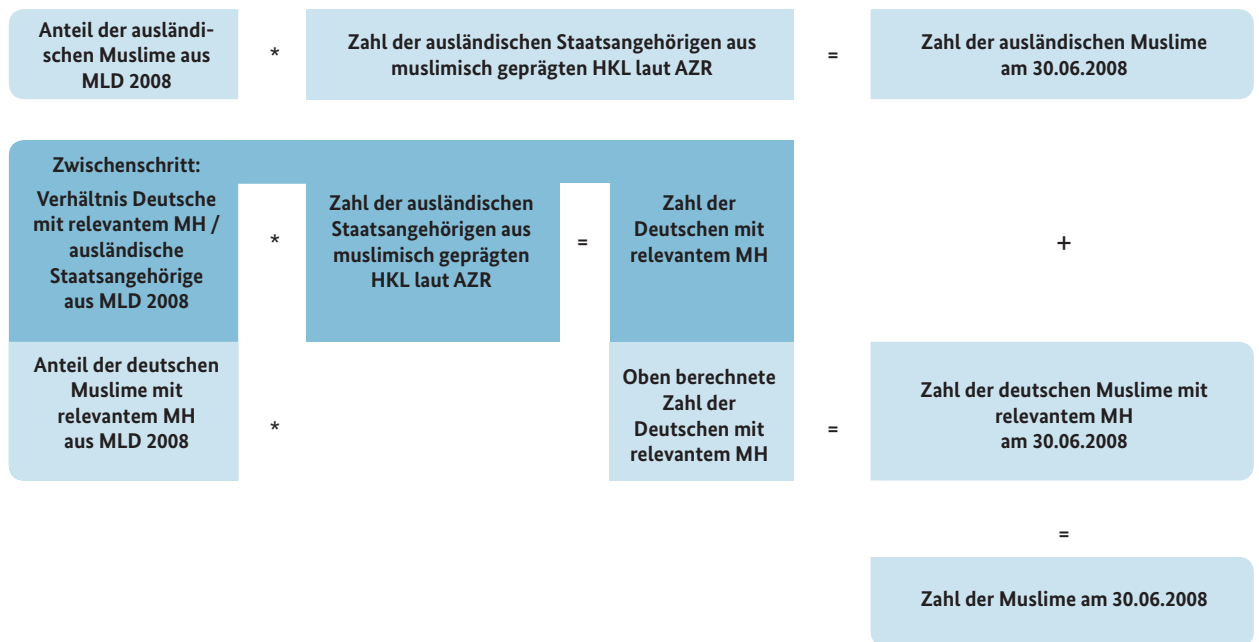 Anteil der ausländi-
schen Muslime aus
MLD 2008
*
Zahl der ausländischen Staatsangehörigen aus
muslimisch geprägten HKL laut AZR
=
Zahl der ausländischen Muslime
am 30.06.2008
Zwischenschritt:
Verhältnis Deutsche
mit relevantem MH /
ausländische
Staatsangehörige
aus MLD 2008
*
Zahl der ausländischen
Staatsangehörigen aus
muslimisch geprägten
HKL laut AZR
=
Zahl der
Deutschen mit
relevantem MH
+
Anteil der deutschen
Muslime mit
relevantem MH
aus MLD 2008
*
Oben berechnete
Zahl der
Deutschen mit
relevantem MH
=
Zahl der deutschen Muslime mit
relevantem MH
am 30.06.2008
=
Zahl der Muslime am 30.06.2008